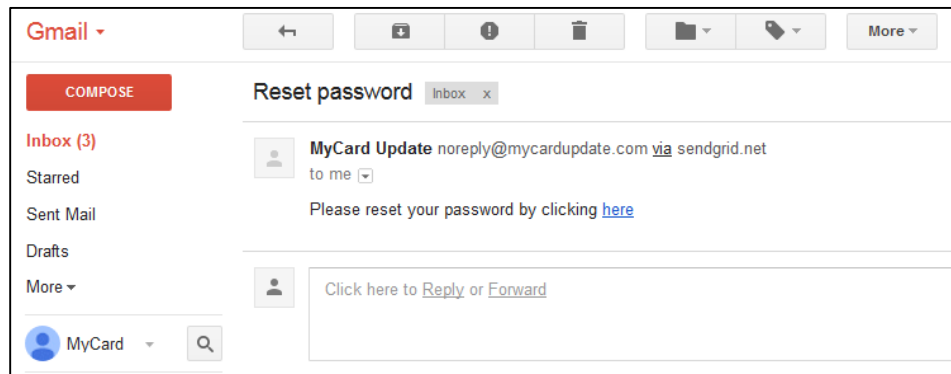 Gmail
More
COMPOSE
Reset password
Inbox x
Inbox (3)
Starred
Sent Mail
Drafts
More
MyCard
MyCard Update noreply@mycardupdate.com via sendgrid.net
to me
Please reset your password by clicking here
Click here to Reply or Forward